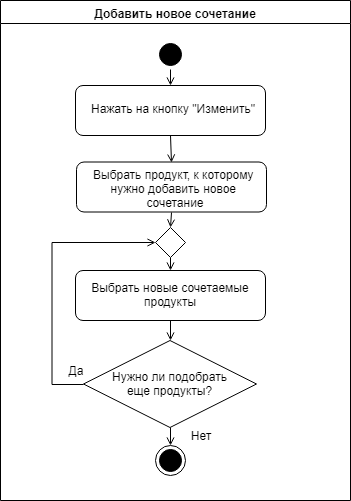 Добавить новое сочетание
Нажать на кнопку "Изменить"
Выбрать продукт, к которому
нужно добавить новое
сочетание
Выбрать новые сочетаемые
продукты
Да
Нужно ли подобрать
еще продукты?
Нет